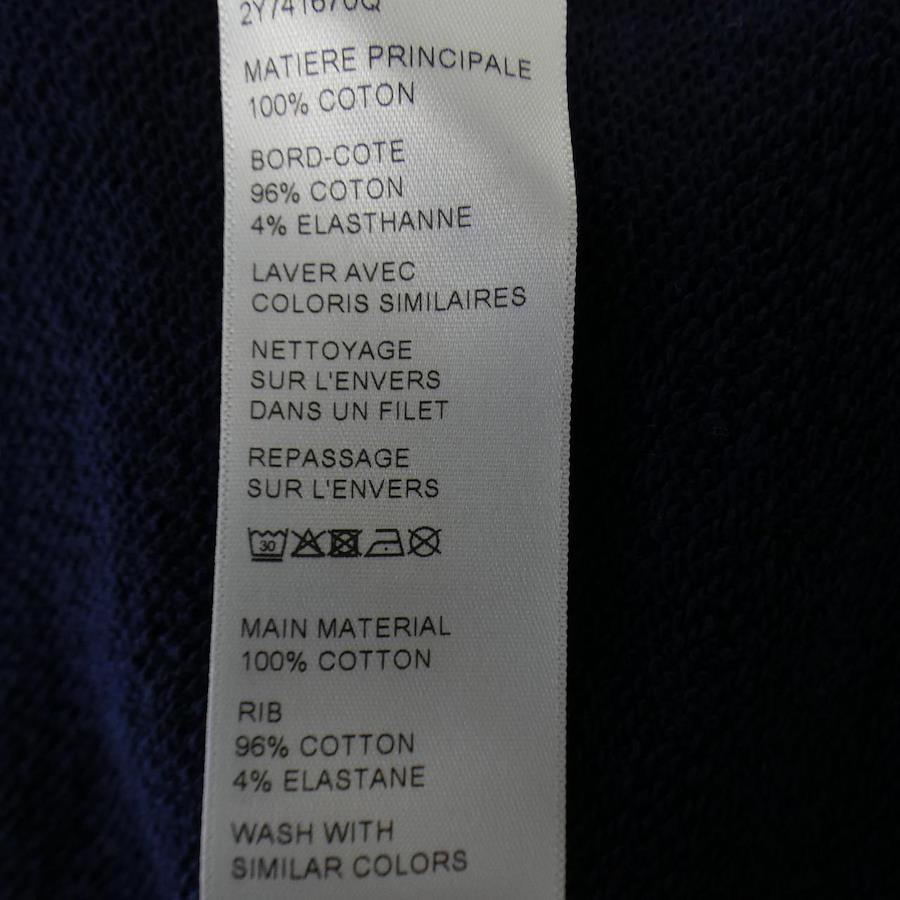 2Y741670Q
MATIERE PRINCIPALE
100% COTON
BORD-COTE
96% COTON
4% ELASTHANNE
LAVER AVEC
COLORIS SIMILAIRES
NETTOYAGE
SUR L'ENVERS
DANS UN FILET
REPASSAGE
SUR L'ENVERS
30
MAIN MATERIAL
100% COTTON
RIB
96% COTTON
4% ELASTANE
WASH WITH
SIMILAR COLORS